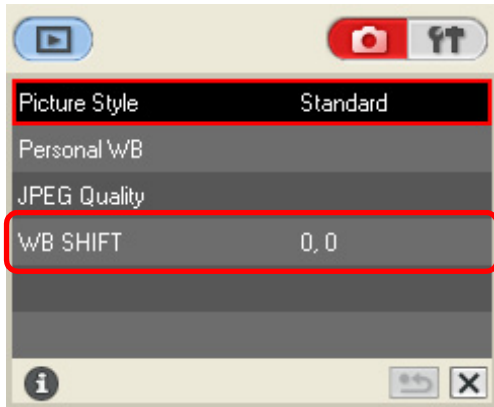 Picture Style Standard
Personal WB
JPEG Quality
WB SHIFT 0, 0